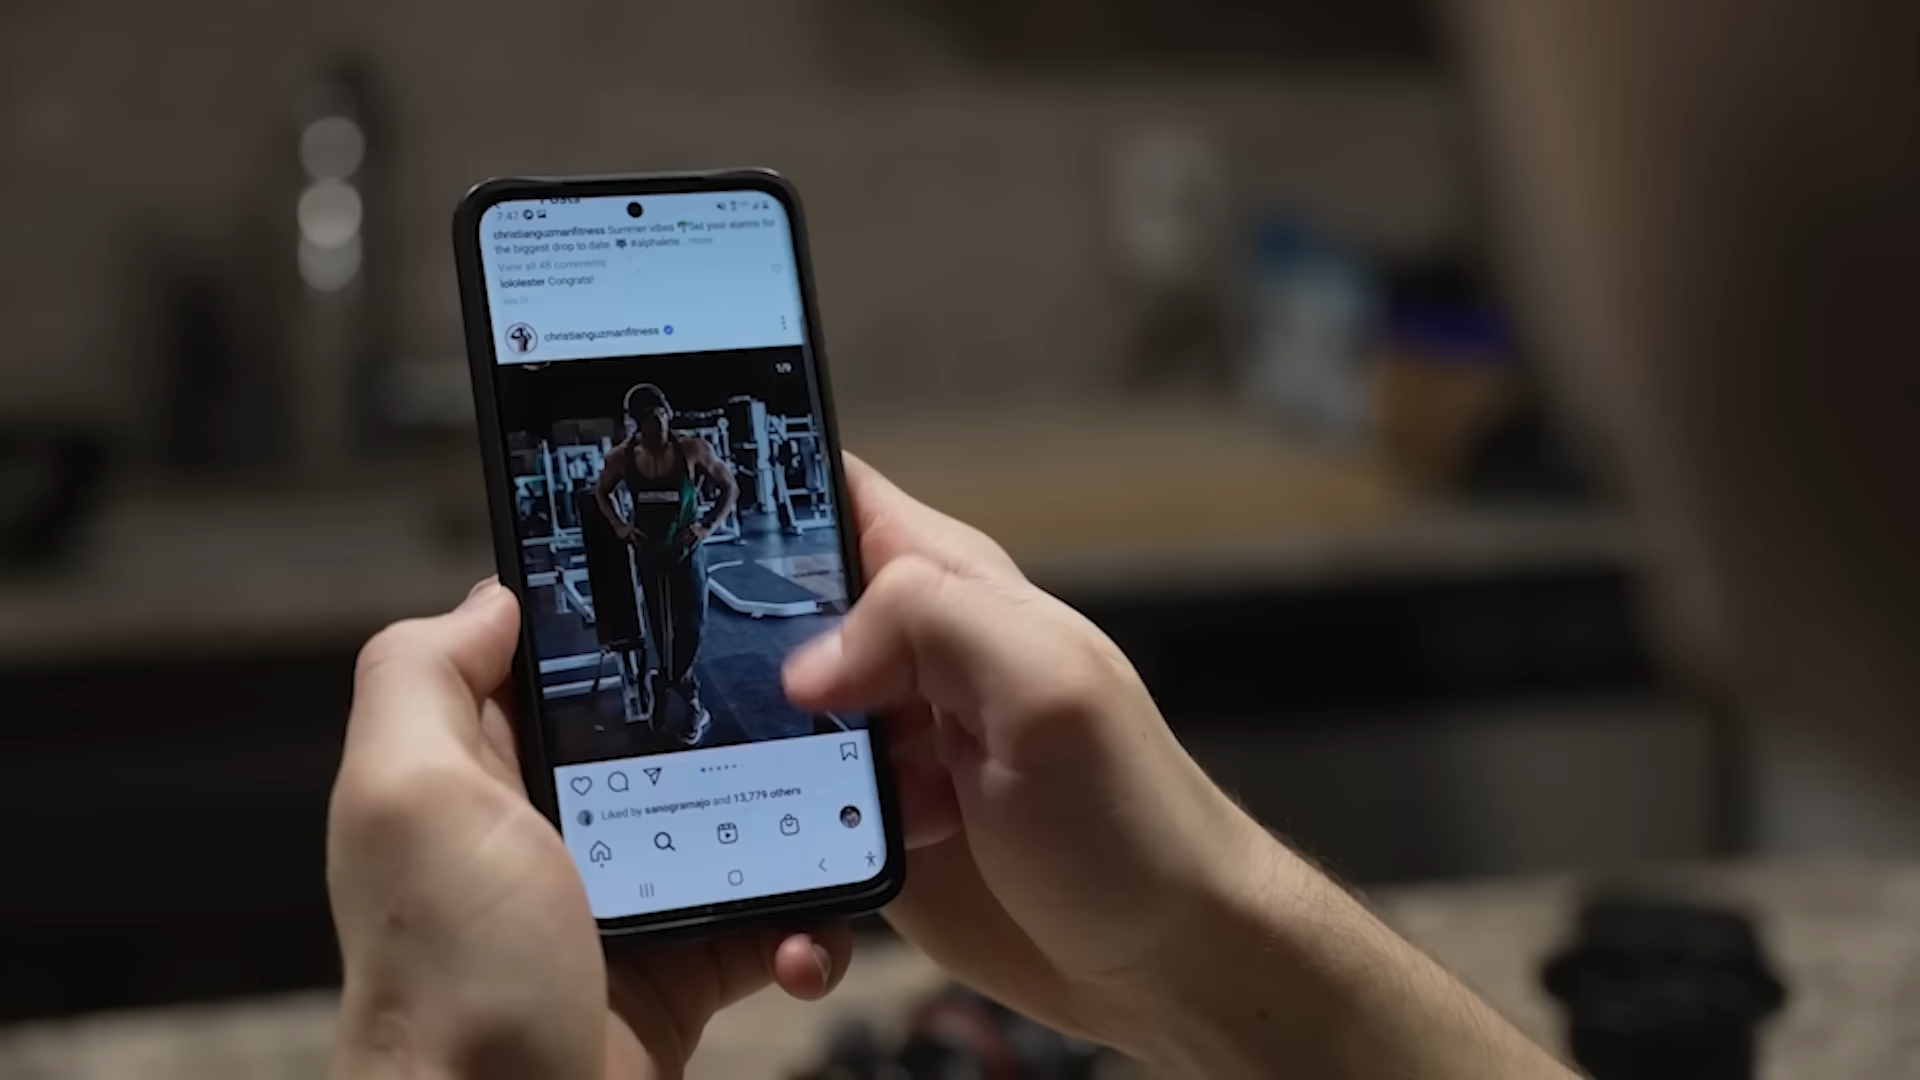 Posts
7:47
christianguzmanfitness Summer vibes 🌴Set your alarms for
the biggest drop to date. #alphalete... more
View all 48 comments
lololester Congrats!
christianguzmanfitness
1/9
Liked by sanogramajo and 13,779 others